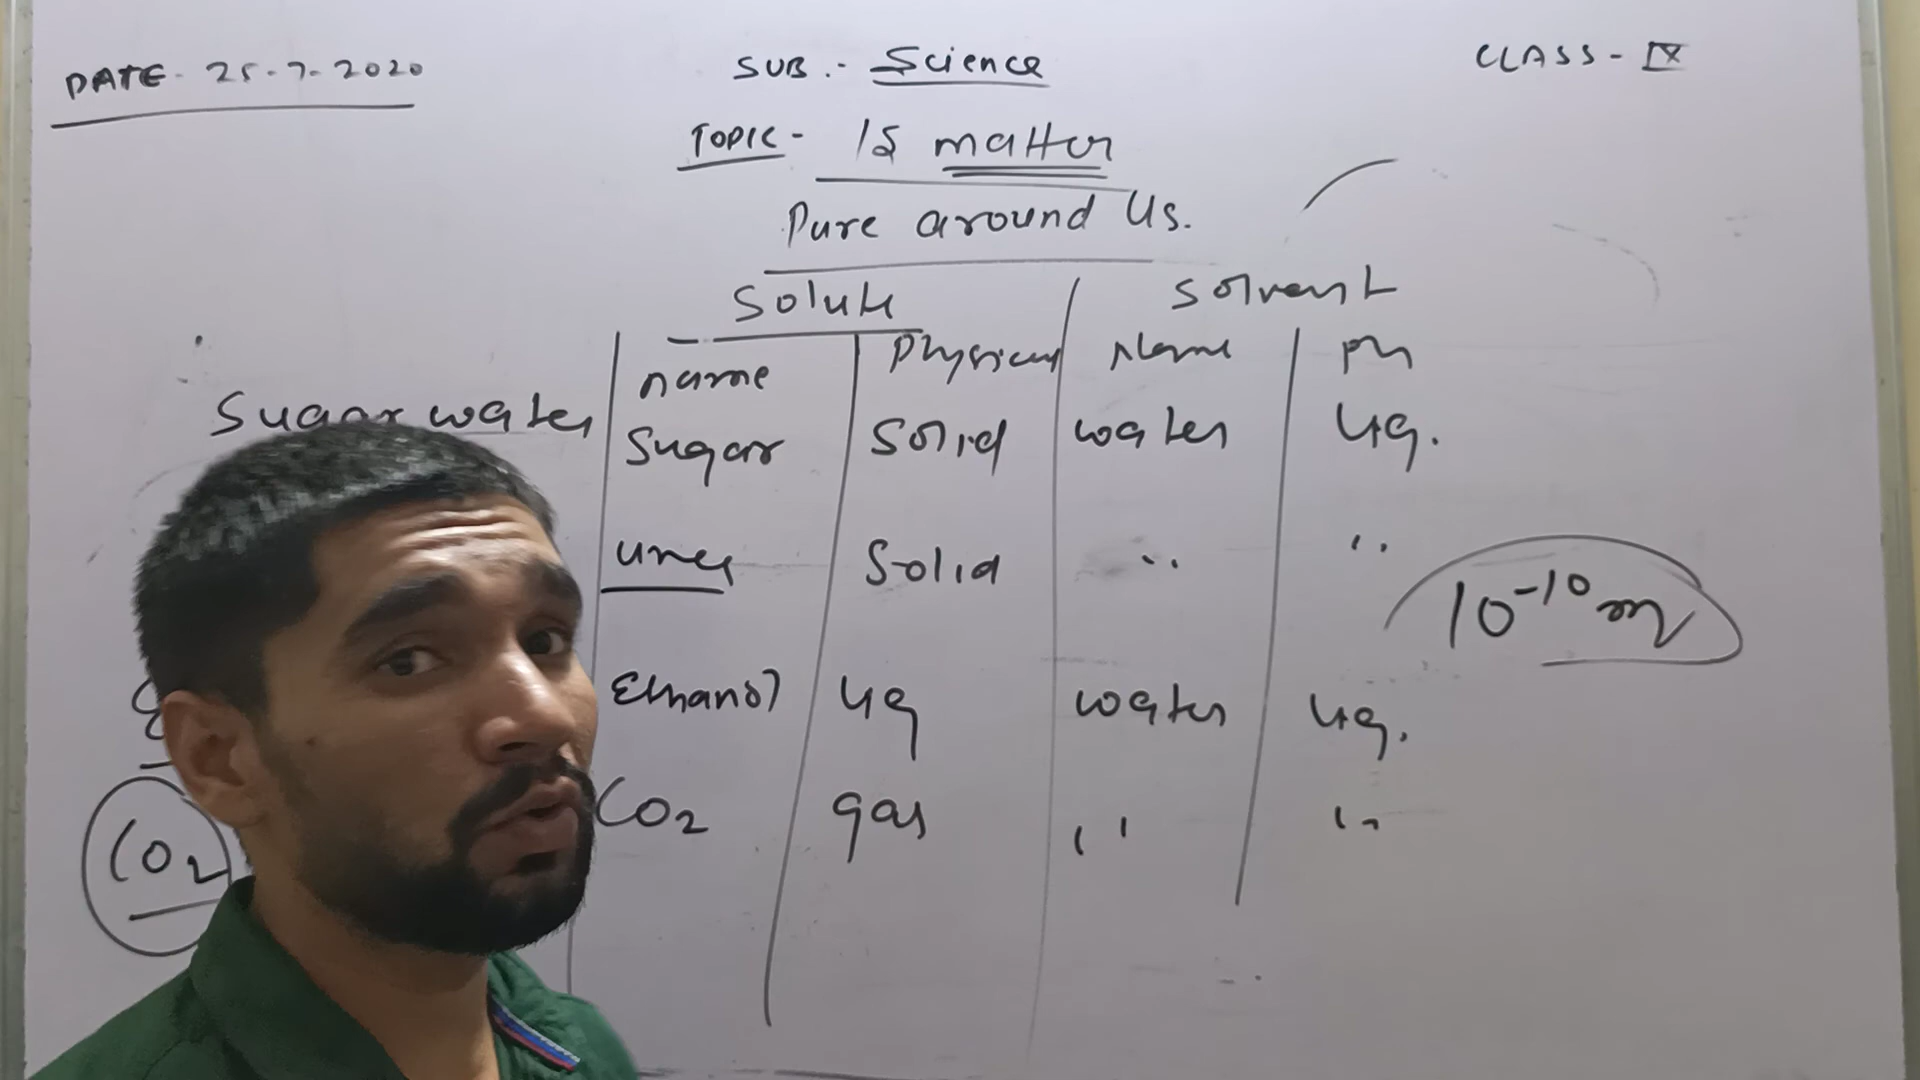 DATE - 25-7-2020
SUB.- Science
CLASS - IX
TOPIC - IS matter
Pure around Us.
Solute
Solvent
name Physical Name Ph
Sugar water Sugar Solid water liq.
urea Solid ,, ,,
10⁻¹⁰ m
Ethanol liq water liq.
CO2 CO2 gas ,, ,,